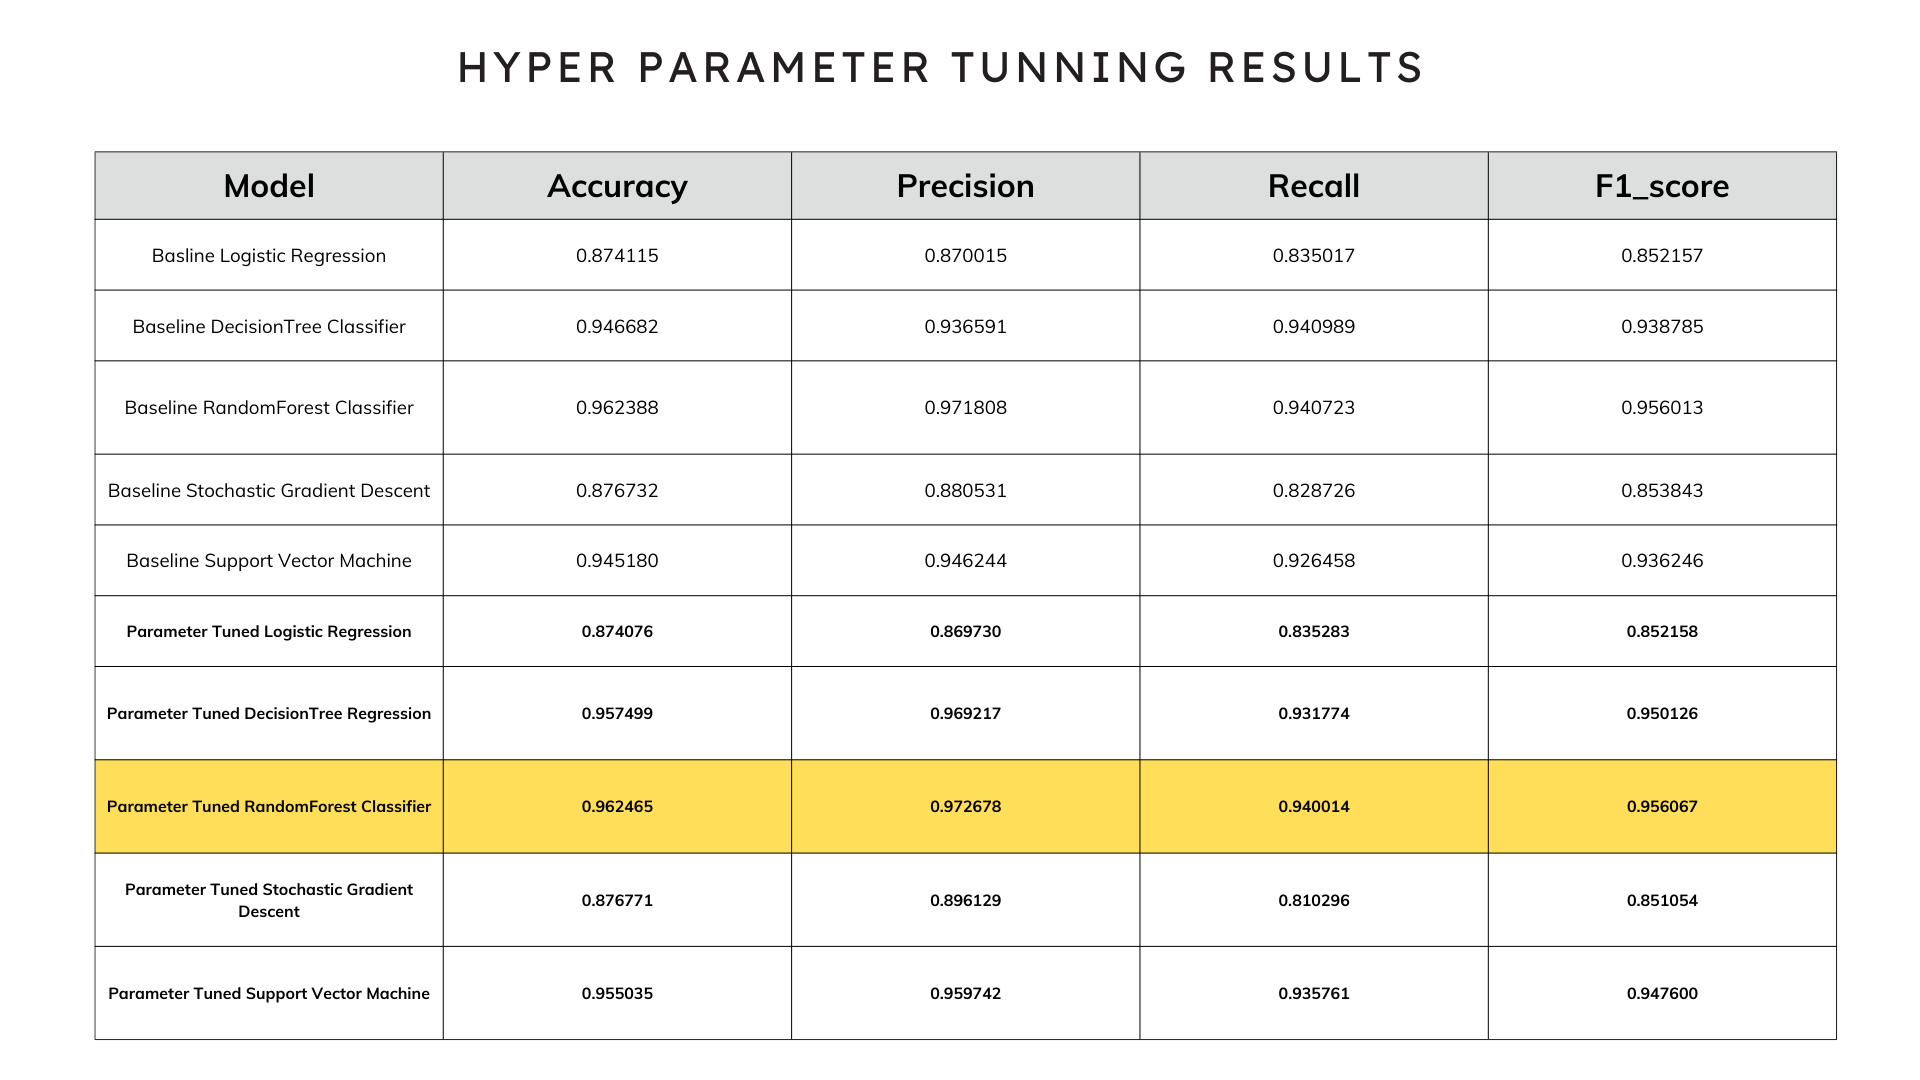 HYPER PARAMETER TUNNING RESULTS
Model Accuracy Precision Recall F1_score
Basline Logistic Regression 0.874115 0.870015 0.835017 0.852157
Baseline DecisionTree Classifier 0.946682 0.936591 0.940989 0.938785
Baseline RandomForest Classifier 0.962388 0.971808 0.940723 0.956013
Baseline Stochastic Gradient Descent 0.876732 0.880531 0.828726 0.853843
Baseline Support Vector Machine 0.945180 0.946244 0.926458 0.936246
Parameter Tuned Logistic Regression 0.874076 0.869730 0.835283 0.852158
Parameter Tuned DecisionTree Regression 0.957499 0.969217 0.931774 0.950126
Parameter Tuned RandomForest Classifier 0.962465 0.972678 0.940014 0.956067
Parameter Tuned Stochastic Gradient
Descent 0.876771 0.896129 0.810296 0.851054
Parameter Tuned Support Vector Machine 0.955035 0.959742 0.935761 0.947600